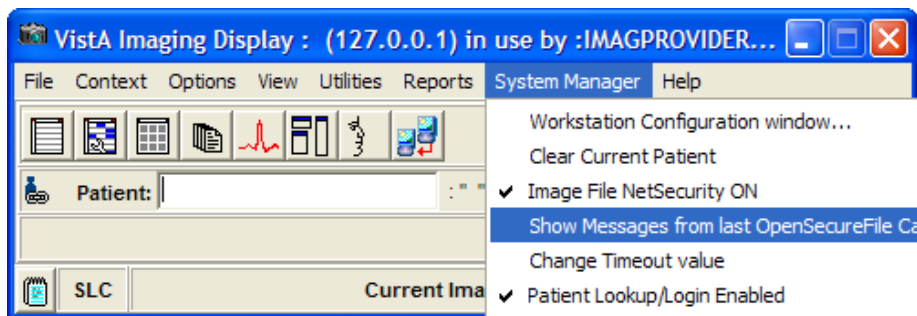 VistA Imaging Display : (127.0.0.1) in use by :IMAGPROVIDER...
File Context Options View Utilities Reports System Manager Help
Workstation Configuration window...
Clear Current Patient
Patient: : " "
✓ Image File NetSecurity ON
Show Messages from last OpenSecureFile Ca
Change Timeout value
SLC Current Ima
✓ Patient Lookup/Login Enabled